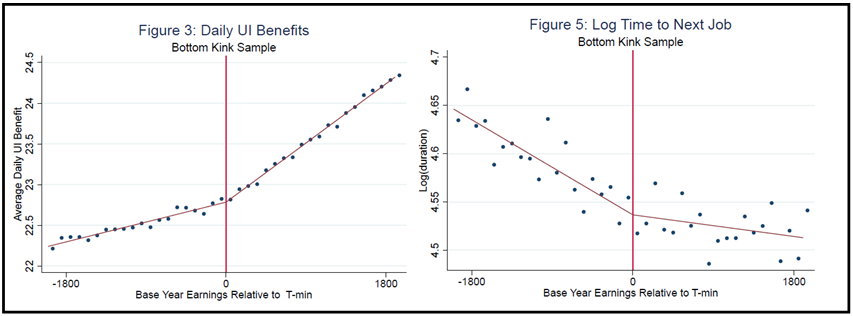 Figure 3: Daily UI Benefits
Bottom Kink Sample
Average Daily UI Benefit
24.5
24
23.5
23
22.5
22
-1800
0
1800
Base Year Earnings Relative to T-min
Figure 5: Log Time to Next Job
Bottom Kink Sample
Log(duration)
4.7
4.65
4.6
4.55
4.5
-1800
0
1800
Base Year Earnings Relative to T-min